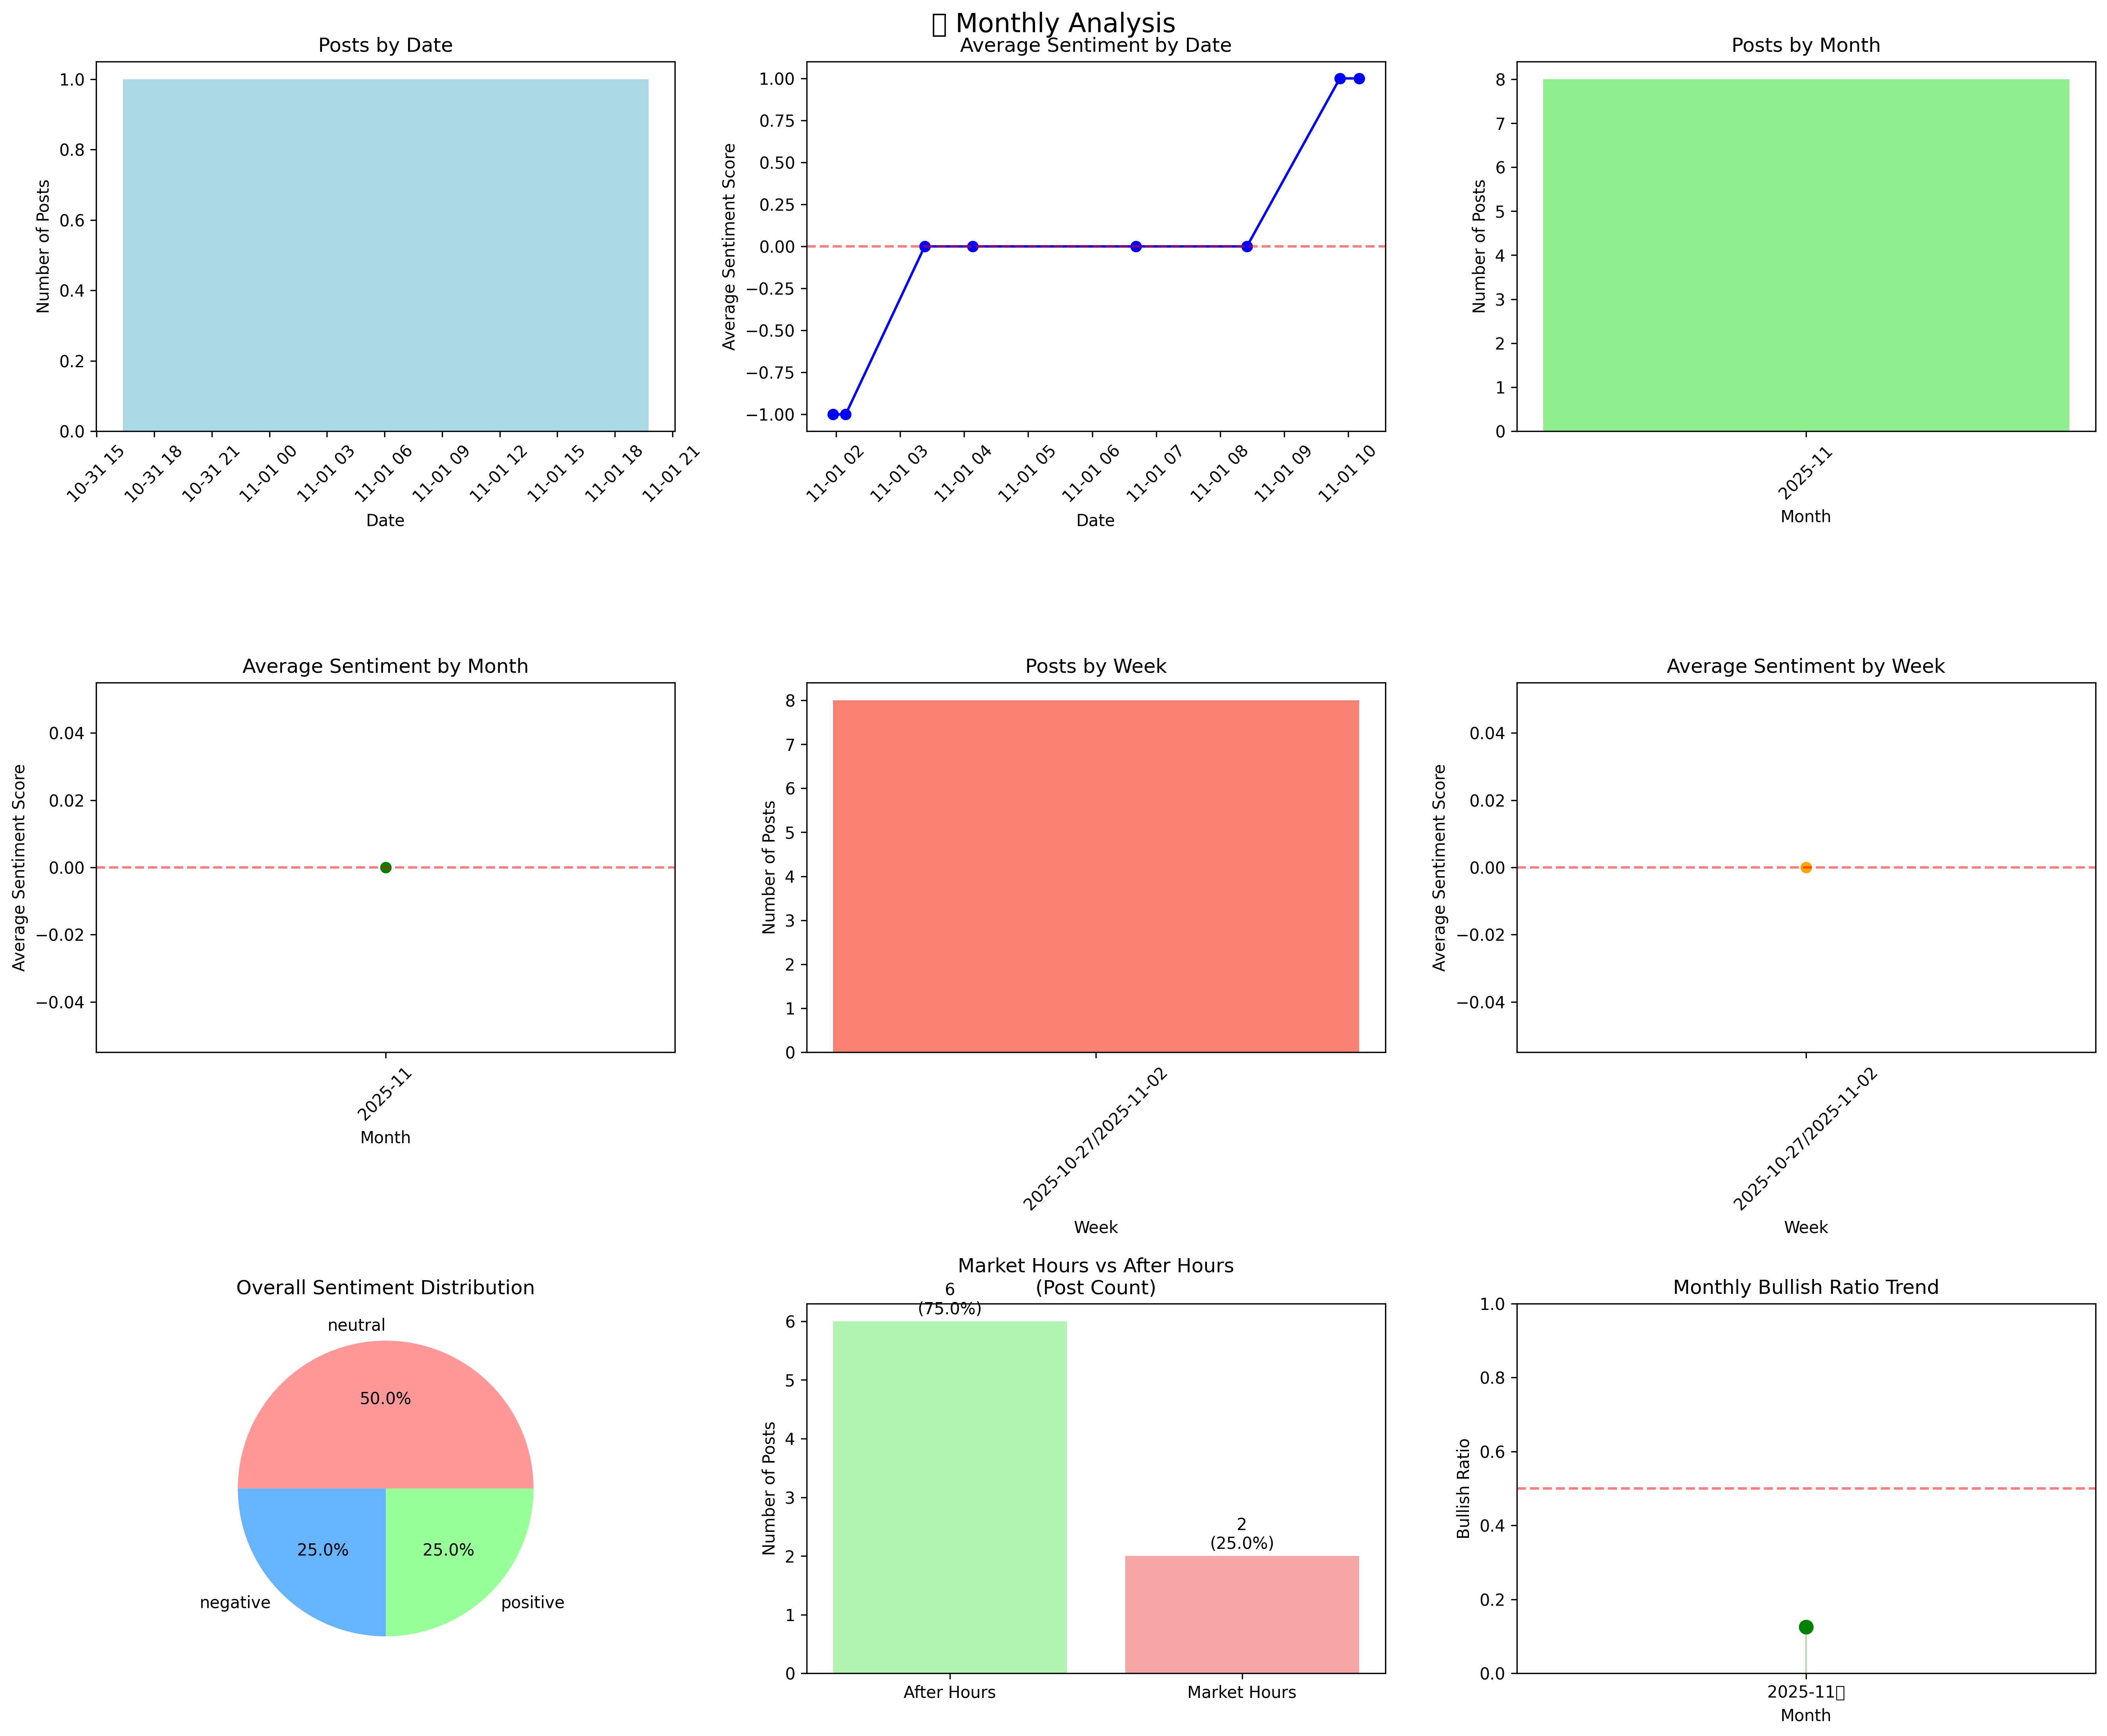 Monthly Analysis
Posts by Date
Number of Posts
1.0
0.8
0.6
0.4
0.2
0.0
10-31 15
10-31 18
10-31 21
11-01 00
11-01 03
11-01 06
11-01 09
11-01 12
11-01 15
11-01 18
11-01 21
Date
Average Sentiment by Date
Average Sentiment Score
1.00
0.75
0.50
0.25
0.00
−0.25
−0.50
−0.75
−1.00
11-01 02
11-01 03
11-01 04
11-01 05
11-01 06
11-01 07
11-01 08
11-01 09
11-01 10
Date
Posts by Month
Number of Posts
8
7
6
5
4
3
2
1
0
2025-11
Month
Average Sentiment by Month
Average Sentiment Score
0.04
0.02
0.00
−0.02
−0.04
2025-11
Month
Posts by Week
Number of Posts
8
7
6
5
4
3
2
1
0
2025-10-27/2025-11-02
Week
Average Sentiment by Week
Average Sentiment Score
0.04
0.02
0.00
−0.02
−0.04
2025-10-27/2025-11-02
Week
Overall Sentiment Distribution
neutral
50.0%
25.0%
25.0%
negative
positive
Market Hours vs After Hours
(Post Count)
Number of Posts
6
(75.0%)
2
(25.0%)
6
5
4
3
2
1
0
After Hours
Market Hours
Monthly Bullish Ratio Trend
Bullish Ratio
1.0
0.8
0.6
0.4
0.2
0.0
2025-11
Month